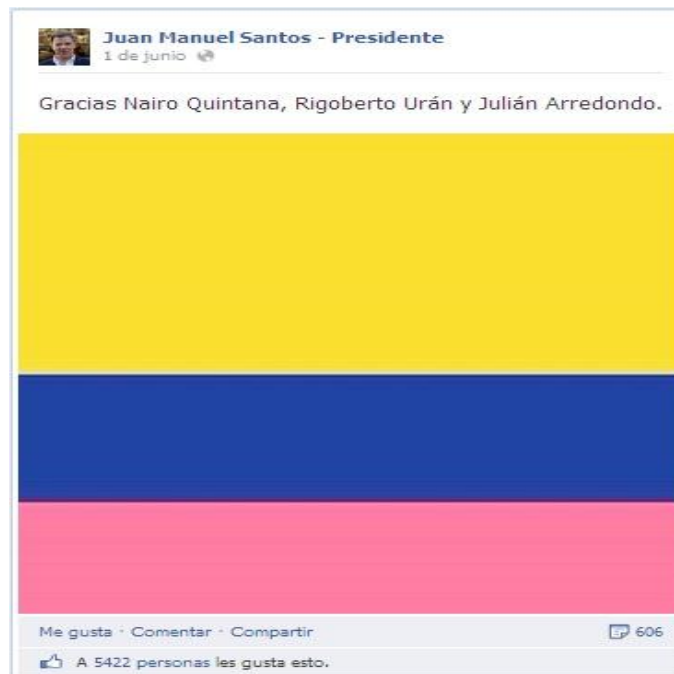 Juan Manuel Santos - Presidente
1 de junio
Gracias Nairo Quintana, Rigoberto Urán y Julián Arredondo.
Me gusta · Comentar · Compartir 606
A 5422 personas les gusta esto.